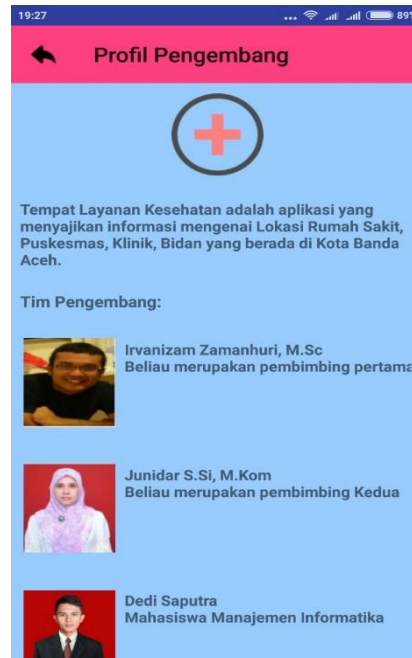 19:27
... 89%
Profil Pengembang
Tempat Layanan Kesehatan adalah aplikasi yang
menyajikan informasi mengenai Lokasi Rumah Sakit,
Puskesmas, Klinik, Bidan yang berada di Kota Banda
Aceh.
Tim Pengembang:
Irvanizam Zamanhuri, M.Sc
Beliau merupakan pembimbing pertama
Junidar S.Si, M.Kom
Beliau merupakan pembimbing Kedua
Dedi Saputra
Mahasiswa Manajemen Informatika